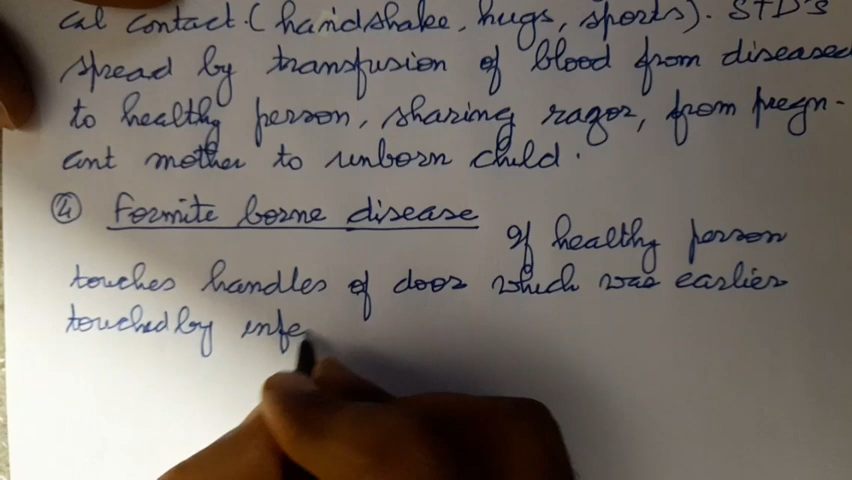 cal contact. (handshake, hugs, sports). STD's
spread by transfusion of blood from diseased
to healthy person, sharing razor, from pregn-
ant mother to unborn child.
④ Formite borne disease
If healthy person
touches handles of door which was earlier
touched by infe